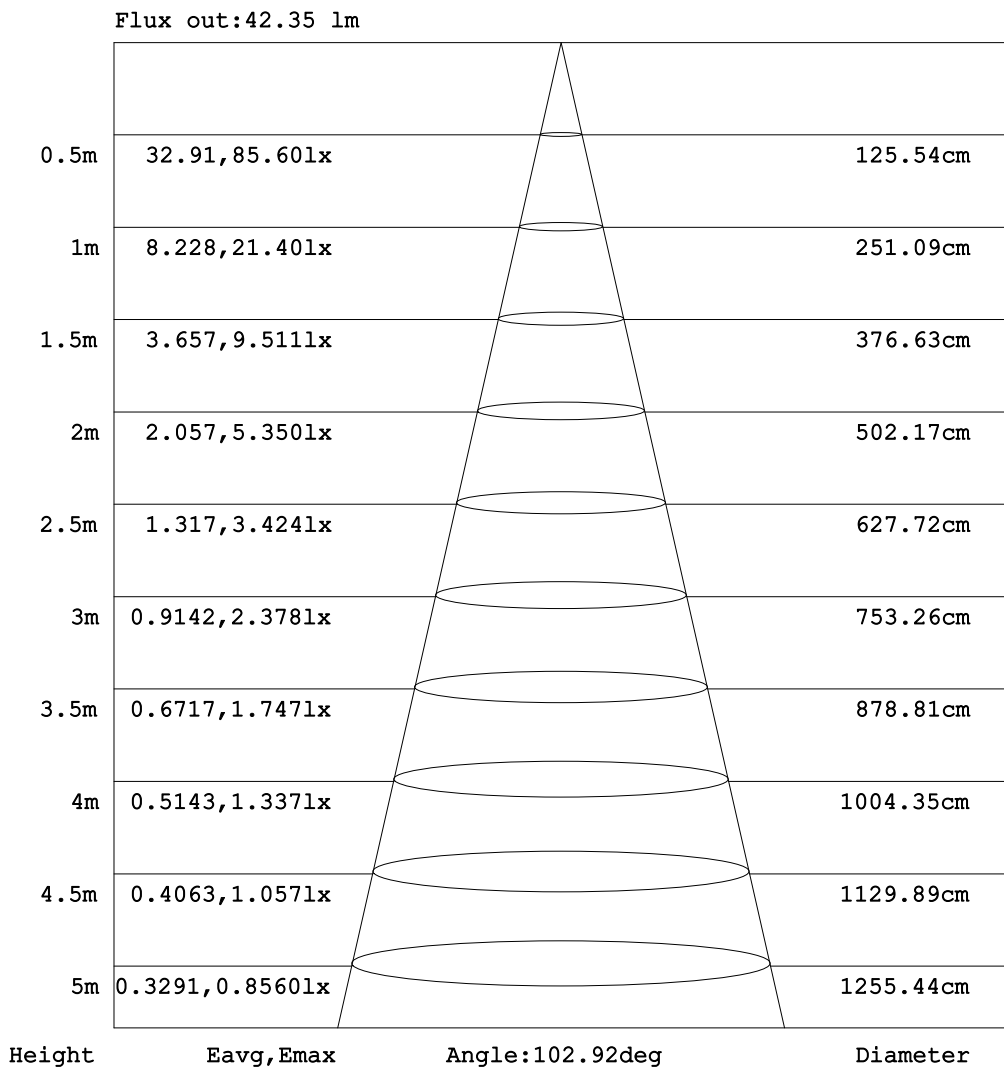 Flux out:42.35 lm
0.5m 32.91,85.60lx 125.54cm
1m 8.228,21.40lx 251.09cm
1.5m 3.657,9.511lx 376.63cm
2m 2.057,5.350lx 502.17cm
2.5m 1.317,3.424lx 627.72cm
3m 0.9142,2.378lx 753.26cm
3.5m 0.6717,1.747lx 878.81cm
4m 0.5143,1.337lx 1004.35cm
4.5m 0.4063,1.057lx 1129.89cm
5m 0.3291,0.8560lx 1255.44cm
Height Eavg,Emax Angle:102.92deg Diameter